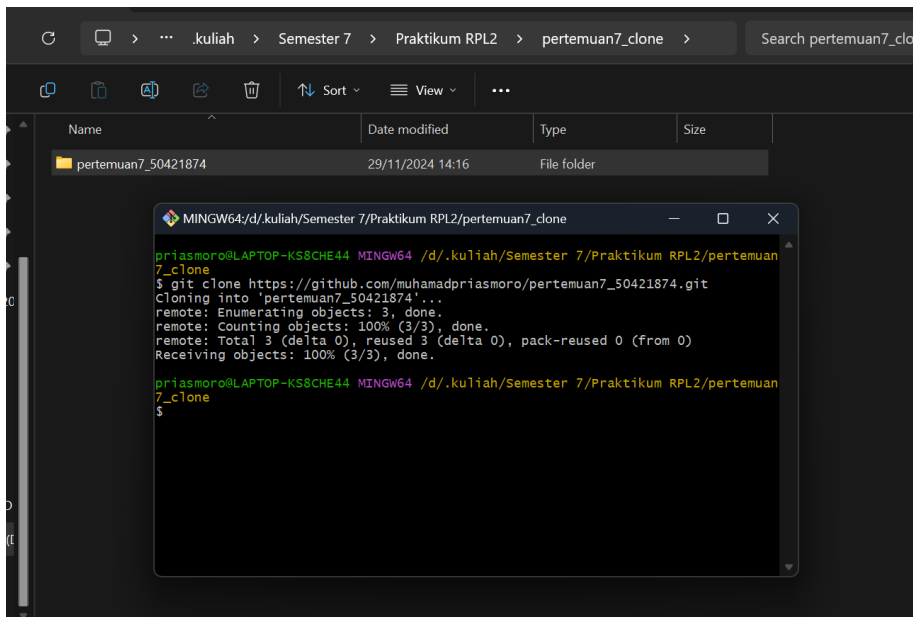 ··· .kuliah > Semester 7 > Praktikum RPL2 > pertemuan7_clone > Search pertemuan7_clo
Sort View ···
Name Date modified Type Size
pertemuan7_50421874 29/11/2024 14:16 File folder
MINGW64:/d/.kuliah/Semester 7/Praktikum RPL2/pertemuan7_clone
priasmoro@LAPTOP-KS8CHE44 MINGW64 /d/.kuliah/Semester 7/Praktikum RPL2/pertemuan
7_clone
$ git clone https://github.com/muhamadpriasmoro/pertemuan7_50421874.git
Cloning into 'pertemuan7_50421874'...
remote: Enumerating objects: 3, done.
remote: Counting objects: 100% (3/3), done.
remote: Total 3 (delta 0), reused 3 (delta 0), pack-reused 0 (from 0)
Receiving objects: 100% (3/3), done.
priasmoro@LAPTOP-KS8CHE44 MINGW64 /d/.kuliah/Semester 7/Praktikum RPL2/pertemuan
7_clone
$